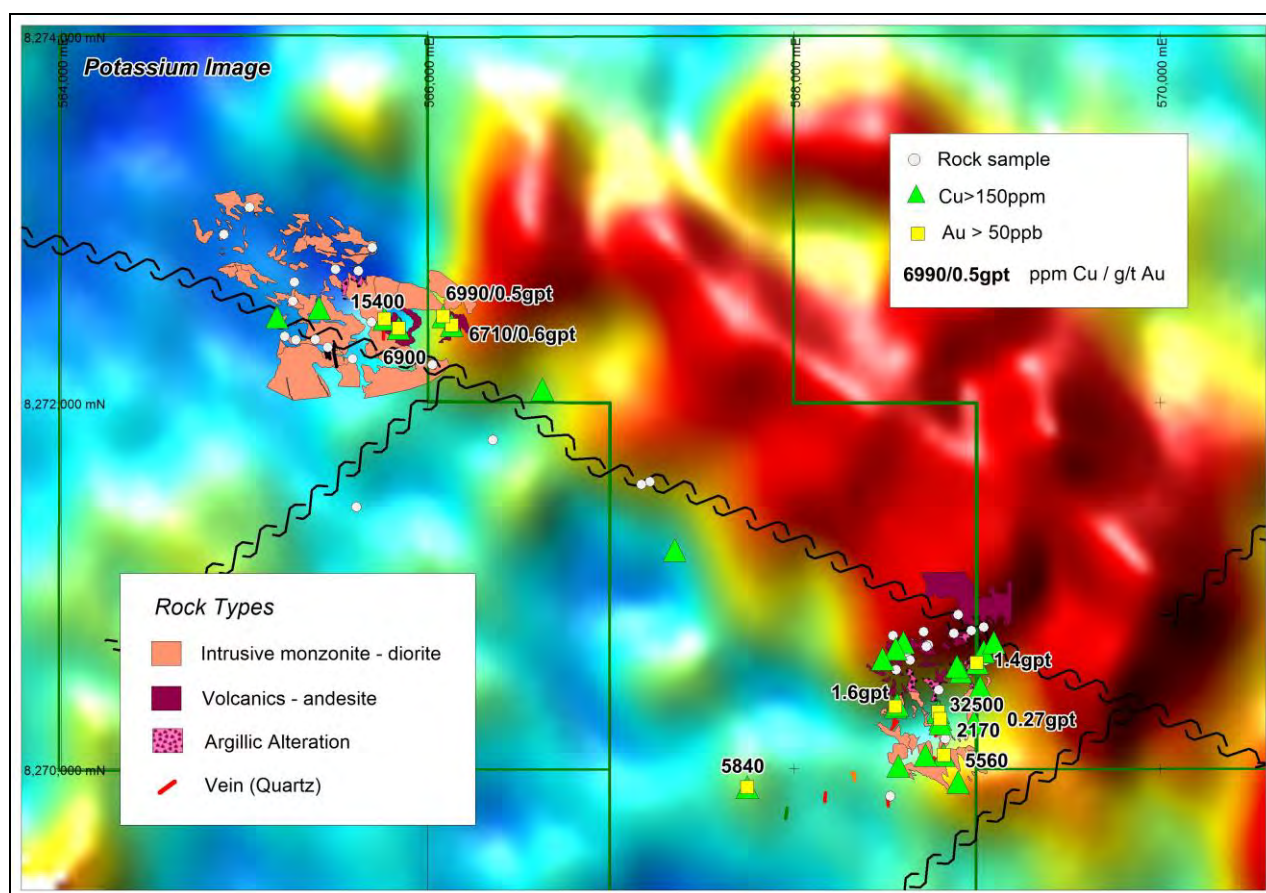 8,274,000 mN
564,000 mE
566,000 mE
568,000 mE
570,000 mE
Potassium Image
Rock sample
Cu>150ppm
Au > 50ppb
6990/0.5gpt ppm Cu / g/t Au
15400
6990/0.5gpt
6710/0.6gpt
6900
8,272,000 mN
Rock Types
Intrusive monzonite - diorite
Volcanics - andesite
Argillic Alteration
Vein (Quartz)
1.4gpt
1.6gpt
32500
0.27gpt
2170
5560
5840
8,270,000 mN